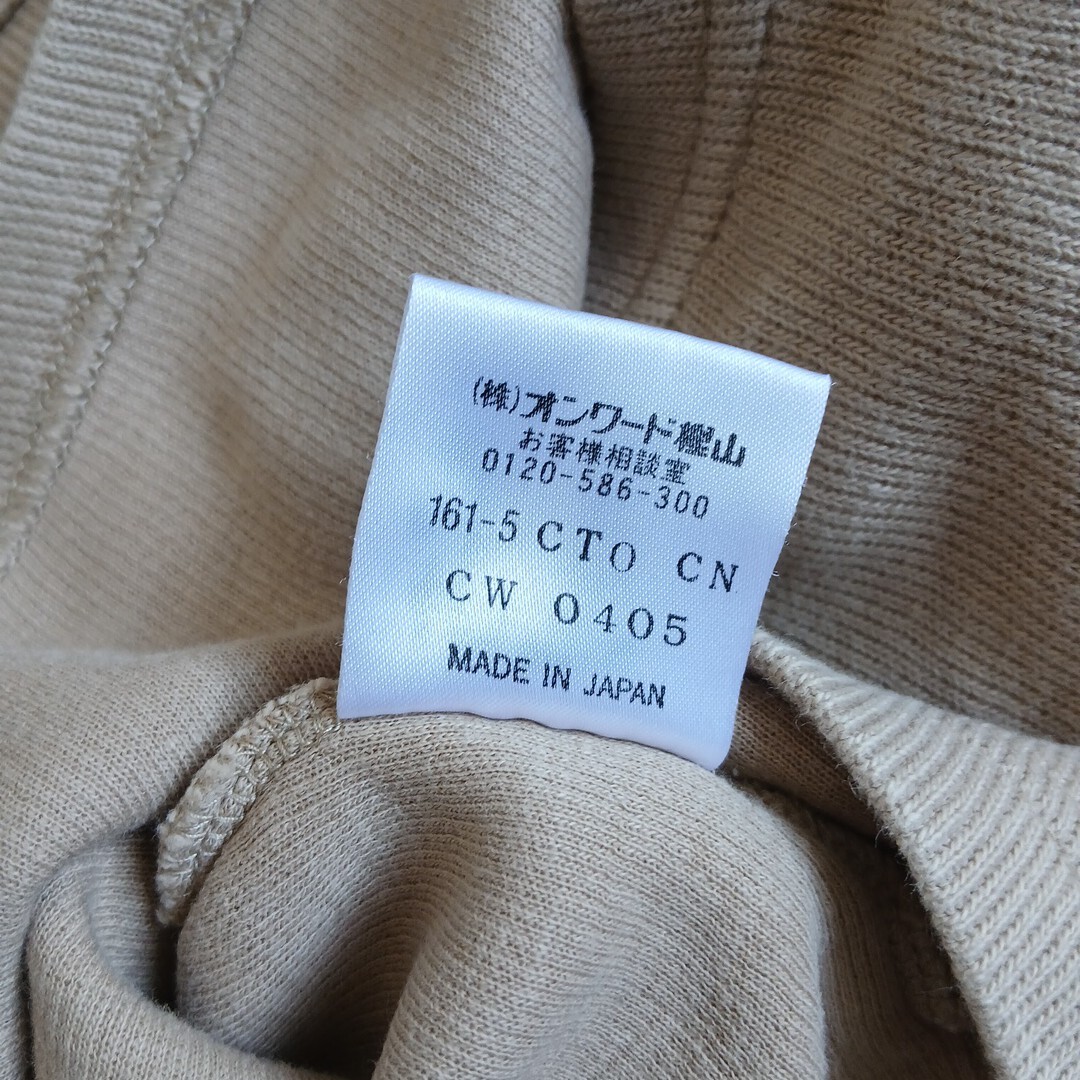 (株)オンワード樫山
お客様相談室
0120-586-300
161-5 CTO CN
CW 0405
MADE IN JAPAN